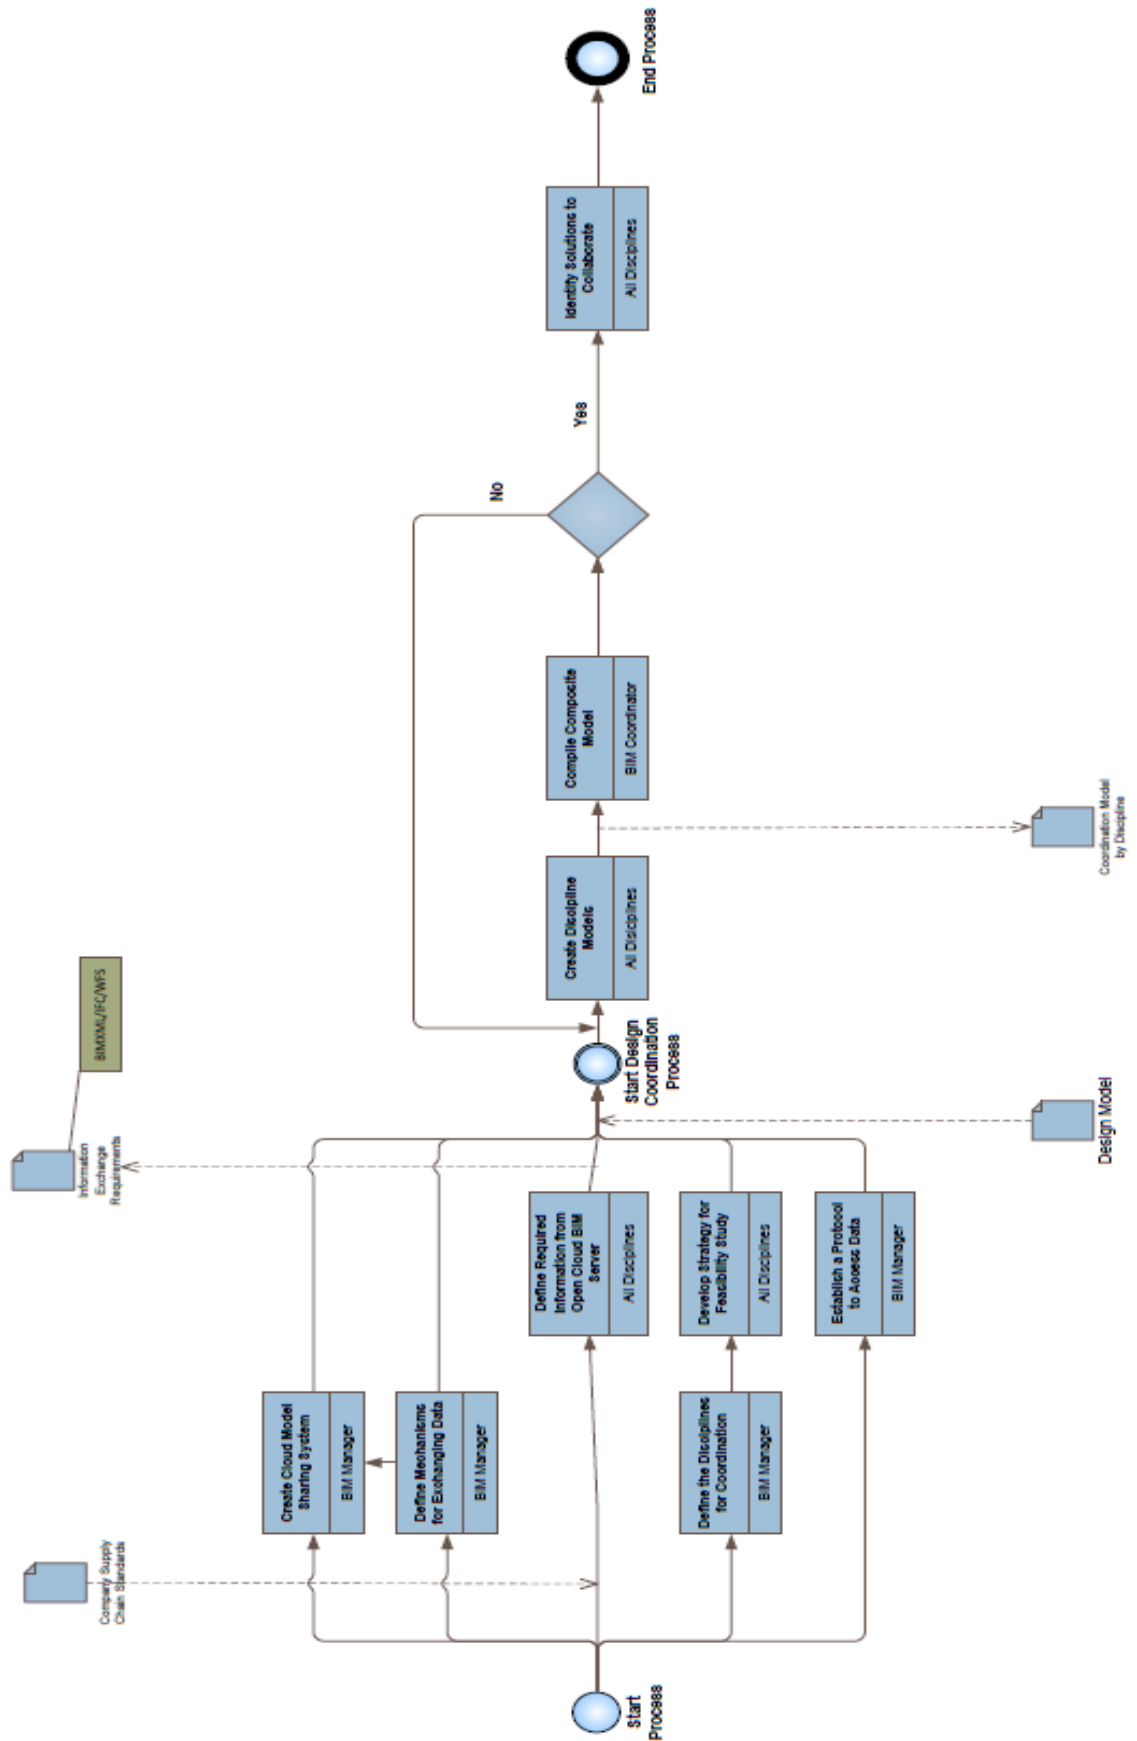 Company Supply
Chain Standards
Information
Exchange
Requirements
BIMXML/IFC/WFS
Start
Process
Create Cloud Model
Sharing System
BIM Manager
Define Mechanisms
for Exchanging Data
BIM Manager
Define Required
Information from
Open Cloud BIM
Server
All Disciplines
Define the Disciplines
for Coordination
BIM Manager
Develop Strategy for
Feasibility Study
All Disciplines
Establish a Protocol
to Access Data
BIM Manager
Start Design
Coordination
Process
Design Model
Create Discipline
Models
All Disciplines
Compile Composite
Model
BIM Coordinator
Coordination Model
by Discipline
No
Yes
Identify Solutions to
Collaborate
All Disciplines
End Process